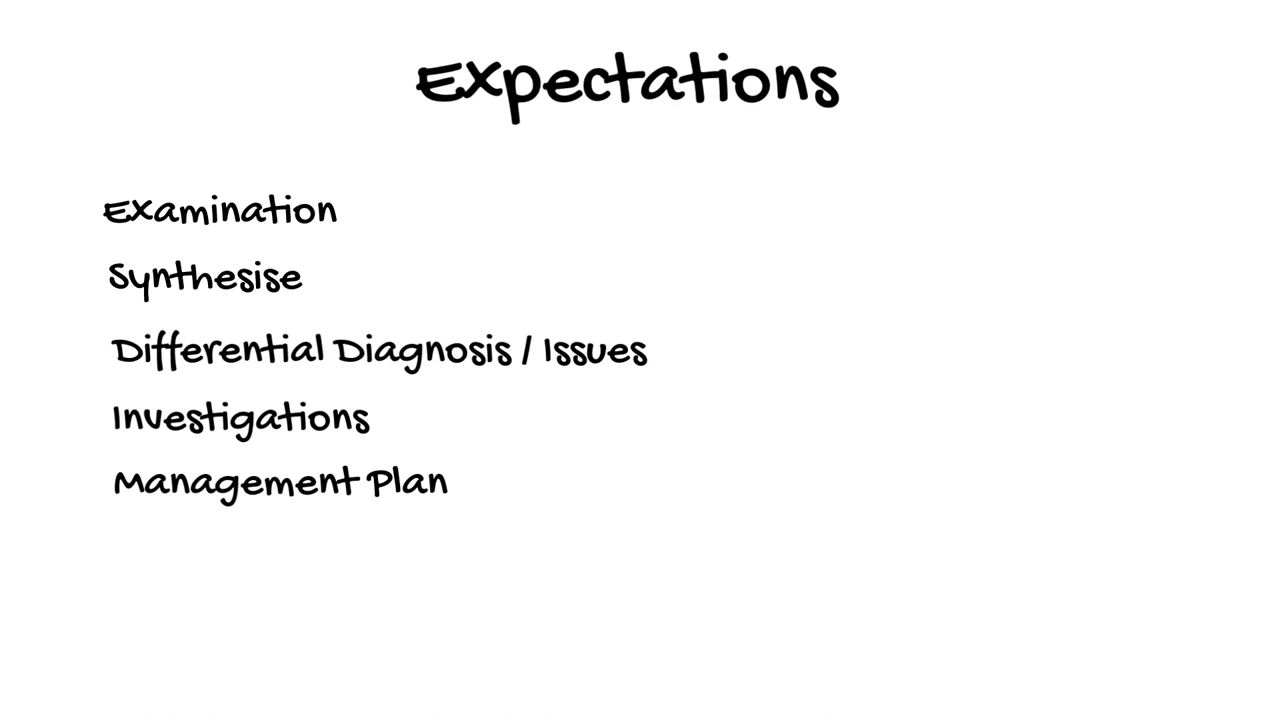 Expectations
Examination
Synthesise
Differential Diagnosis / Issues
Investigations
Management Plan